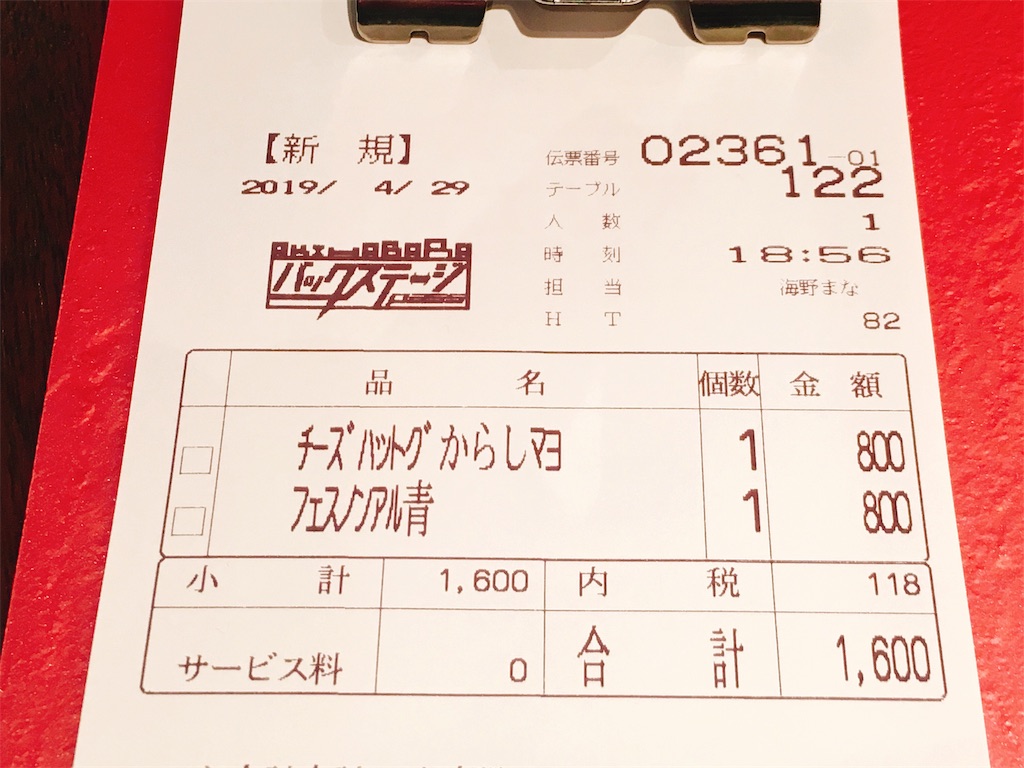 【新 規】
2019/ 4/ 29
AKIHABARA
バックステージ
伝票番号 02361-01
テーブル 122
人 数 1
時 刻 18:56
担 当 海野まな
H T 82
品 名 個数 金 額
チーズハットグからしマヨ 1 800
フェスノンアル青 1 800
小 計 1,600 内 税 118
サービス料 0 合 計 1,600